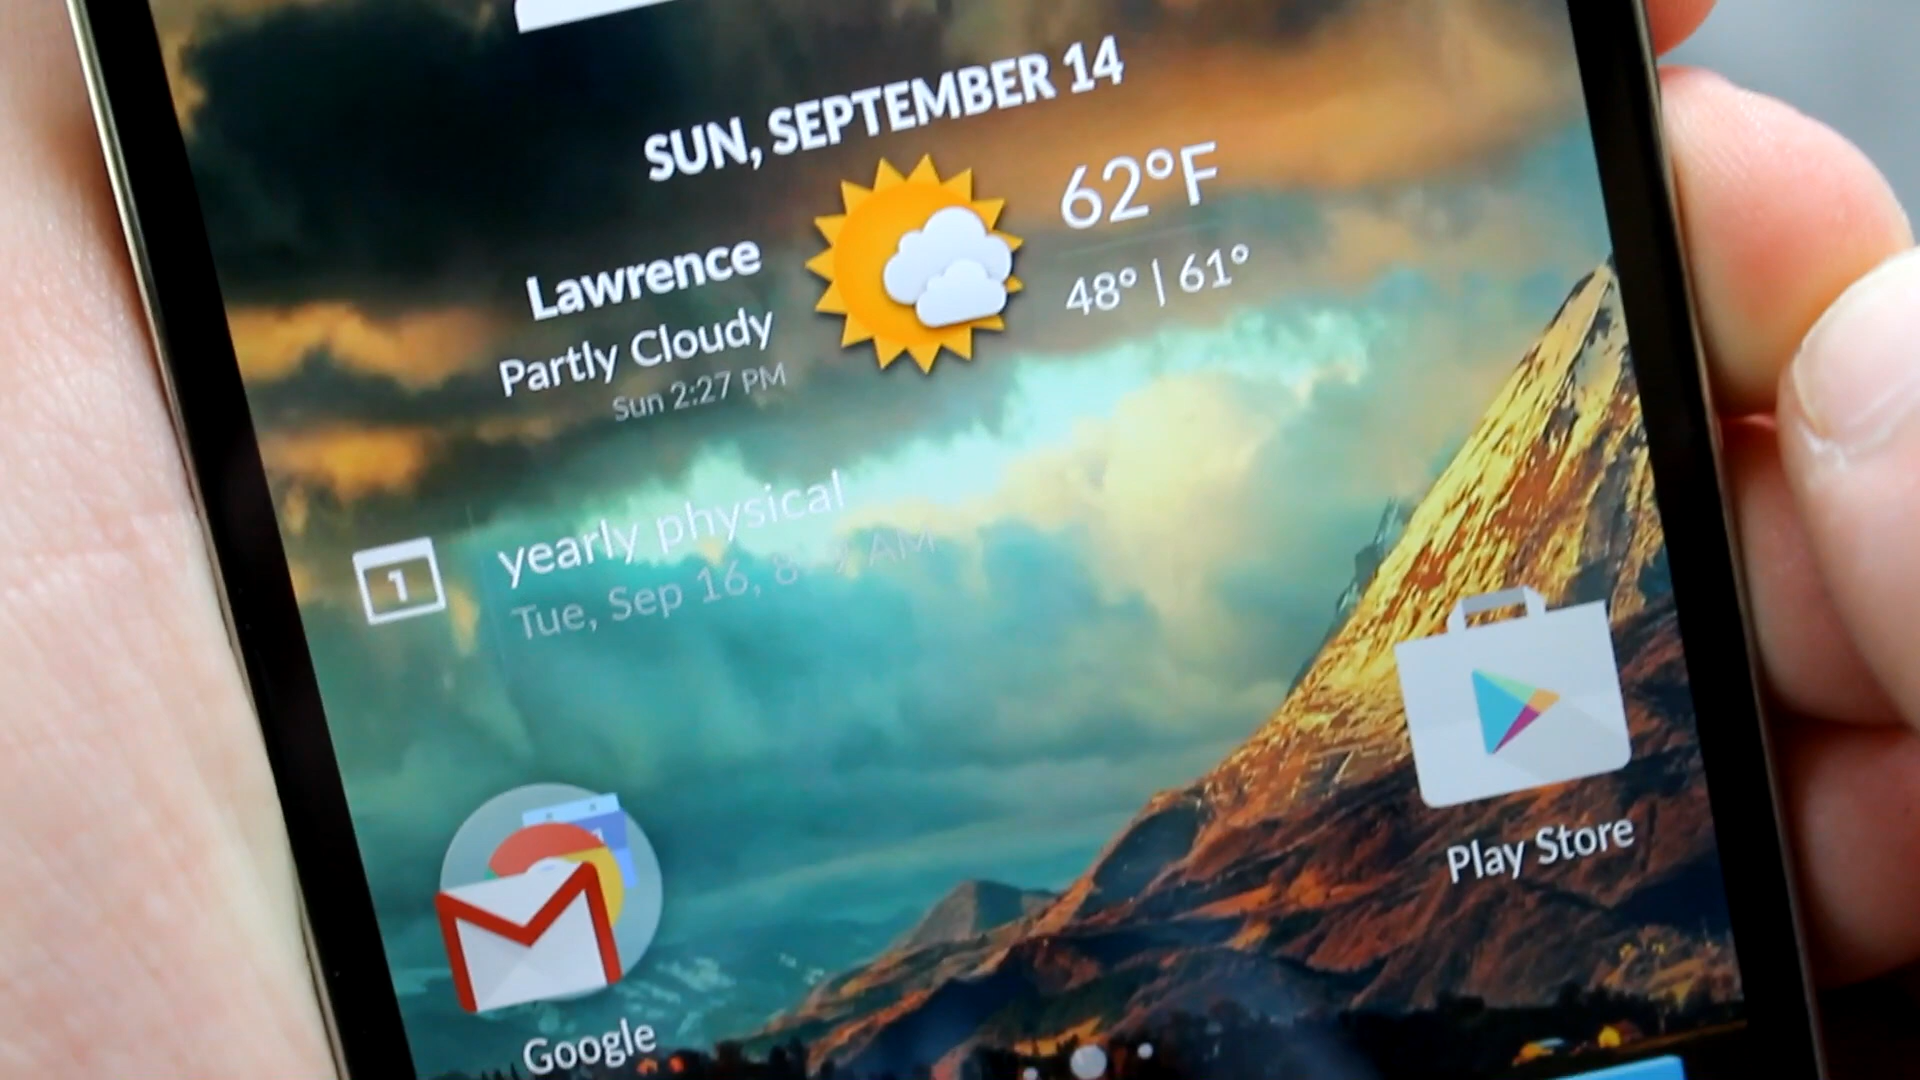 SUN, SEPTEMBER 14
62°F
Lawrence
48° | 61°
Partly Cloudy
Sun 2:27 PM
yearly physical
1
Tue, Sep 16, 8 AM
Play Store
Google